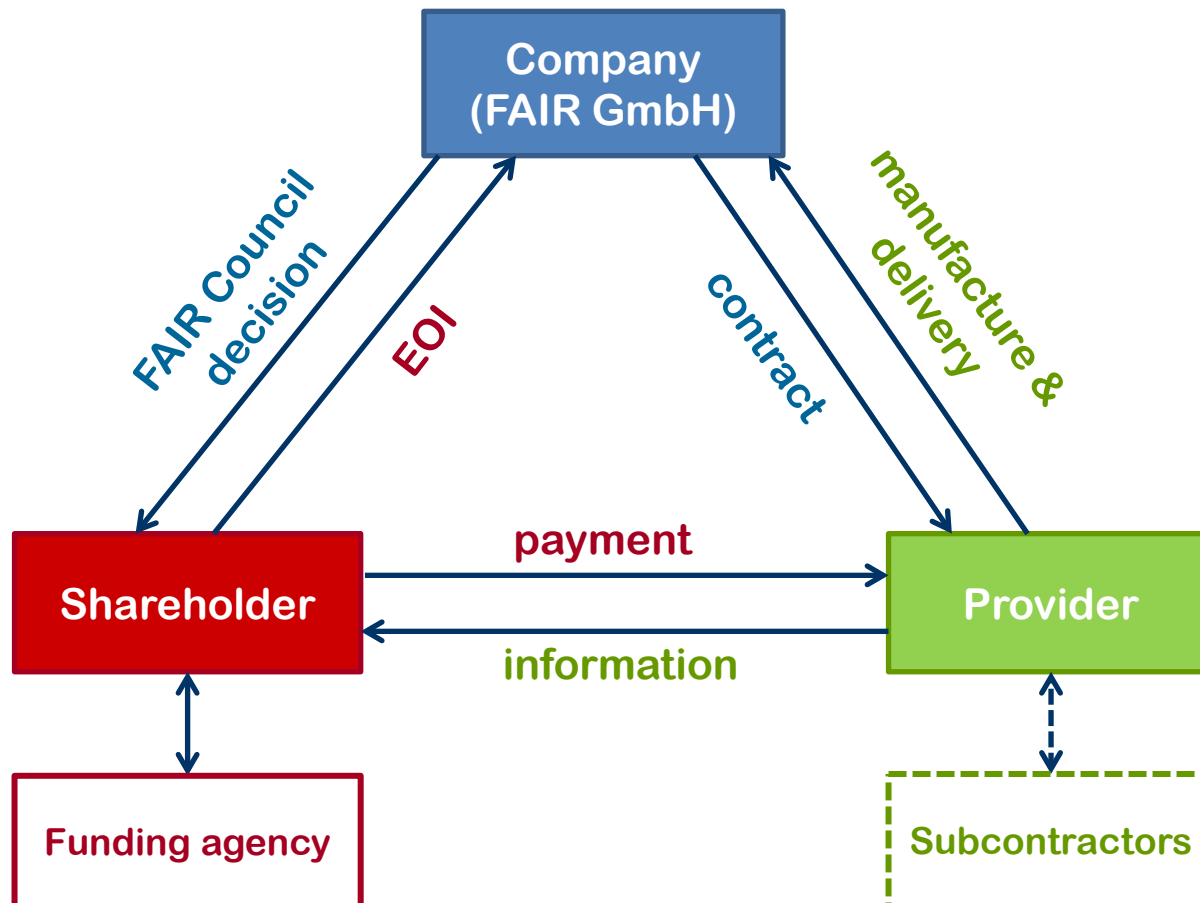 Company
(FAIR GmbH)
FAIR Council
decision
EOI
contract
manufacture &
delivery
payment
Shareholder
Provider
information
Funding agency
Subcontractors